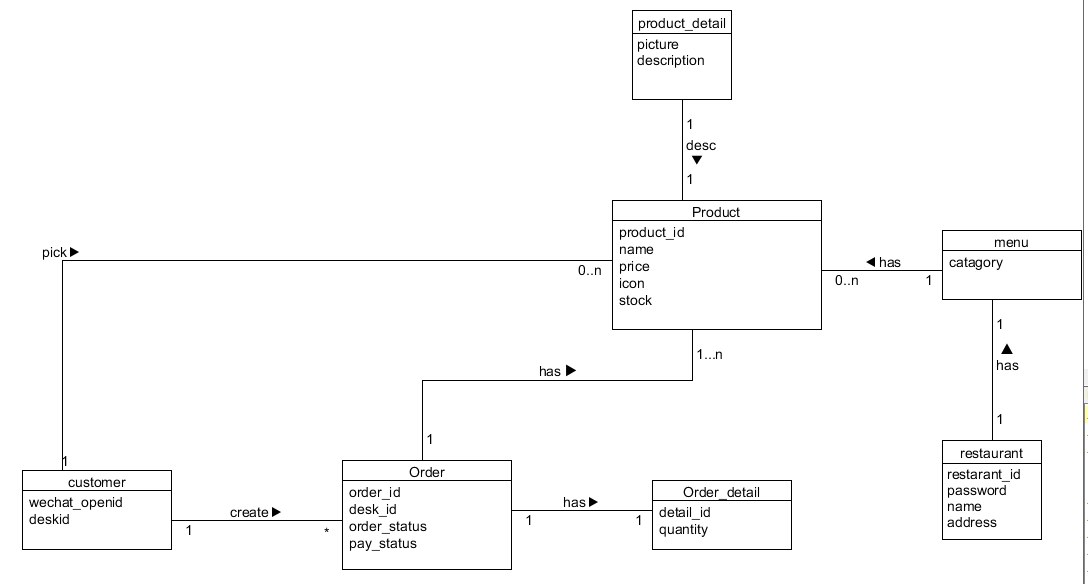 product_detail
picture
description
1
desc
▼
1
Product
product_id
name
price
icon
stock
pick ▶
0..n
◀ has
0..n
1
menu
catagory
1
▲
has
1
1...n
has ▶
1
1
customer
wechat_openid
deskid
create ▶
1
*
Order
order_id
desk_id
order_status
pay_status
has ▶
1
1
Order_detail
detail_id
quantity
restaurant
restarant_id
password
name
address